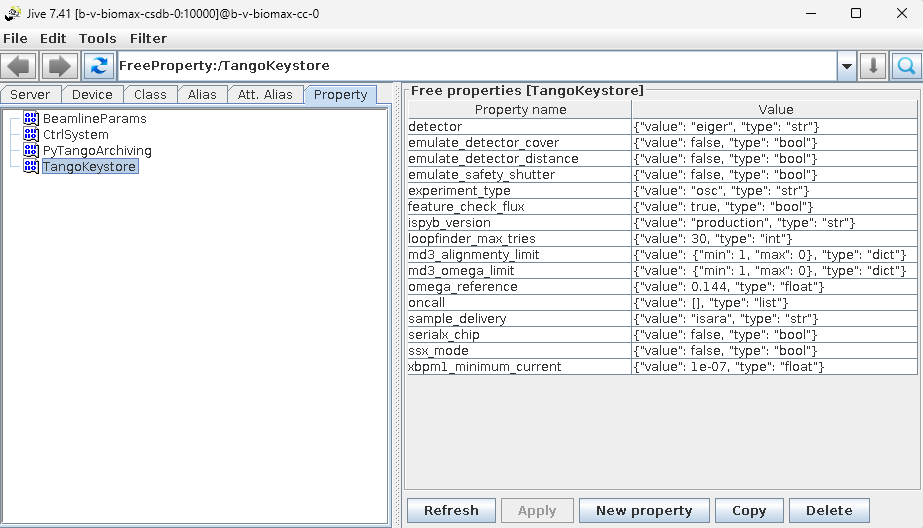 Jive 7.41 [b-v-biomax-csdb-0:10000]@b-v-biomax-cc-0
File Edit Tools Filter
FreeProperty:/TangoKeystore
Server Device Class Alias Att. Alias Property
BeamlineParams
CtrlSystem
PyTangoArchiving
TangoKeystore
Free properties [TangoKeystore]
Property name Value
detector {"value": "eiger", "type": "str"}
emulate_detector_cover {"value": false, "type": "bool"}
emulate_detector_distance {"value": false, "type": "bool"}
emulate_safety_shutter {"value": false, "type": "bool"}
experiment_type {"value": "osc", "type": "str"}
feature_check_flux {"value": true, "type": "bool"}
ispyb_version {"value": "production", "type": "str"}
loopfinder_max_tries {"value": 30, "type": "int"}
md3_alignmenty_limit {"value": {"min": 1, "max": 0}, "type": "dict"}
md3_omega_limit {"value": {"min": 1, "max": 0}, "type": "dict"}
omega_reference {"value": 0.144, "type": "float"}
oncall {"value": [], "type": "list"}
sample_delivery {"value": "isara", "type": "str"}
serialx_chip {"value": false, "type": "bool"}
ssx_mode {"value": false, "type": "bool"}
xbpm1_minimum_current {"value": 1e-07, "type": "float"}
Refresh Apply New property Copy Delete